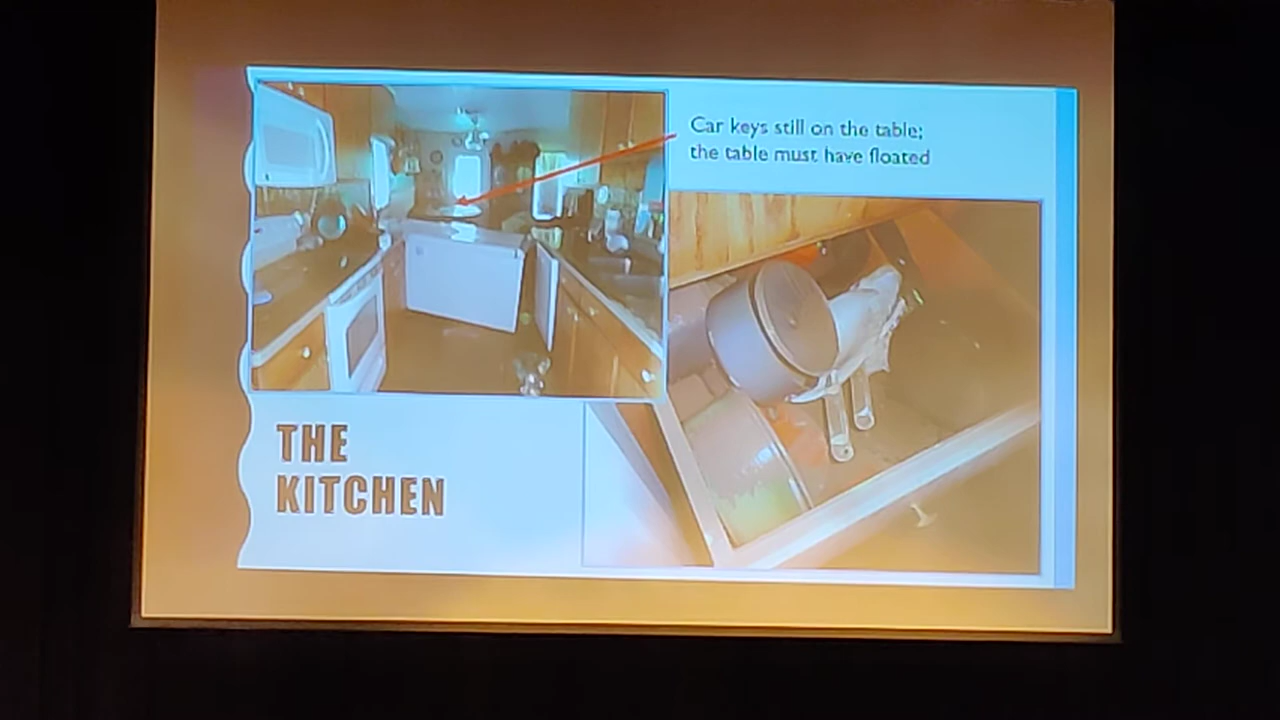 Car keys still on the table;
the table must have floated
THE
KITCHEN